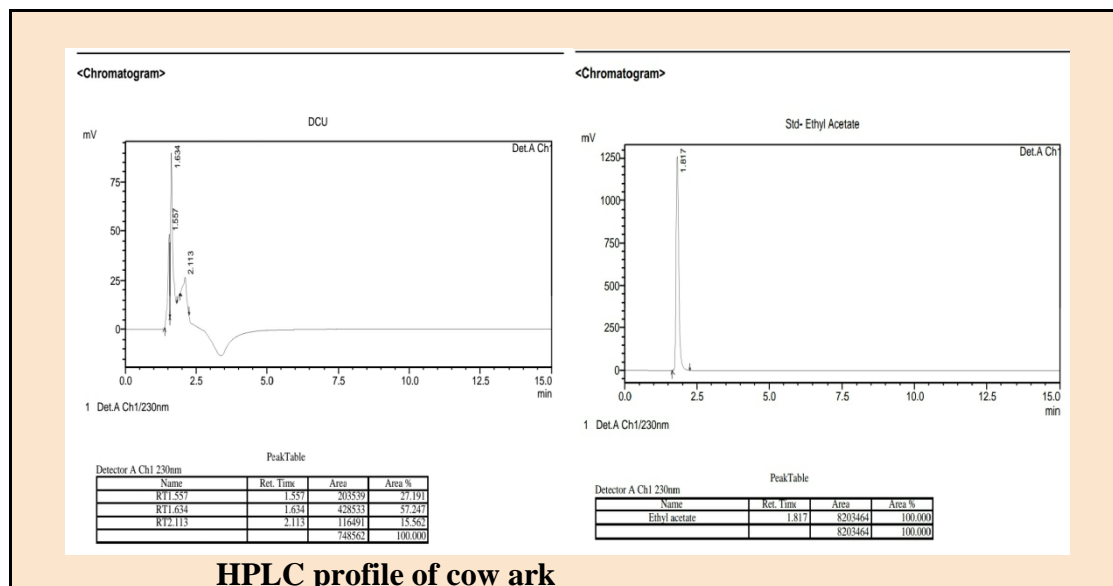 <Chromatogram>
DCU
mV
Det.A Ch1
75
50
25
0
1.557
1.634
2.113
0.0 2.5 5.0 7.5 10.0 12.5 15.0
min
1 Det.A Ch1/230nm
PeakTable
Detector A Ch1 230nm
Name Ret. Time Area Area %
RT1.557 1.557 203539 27.191
RT1.634 1.634 428533 57.247
RT2.113 2.113 116491 15.562
748562 100.000
<Chromatogram>
Std- Ethyl Acetate
mV
Det.A Ch1
1250
1000
750
500
250
0
1.817
0.0 2.5 5.0 7.5 10.0 12.5 15.0
min
1 Det.A Ch1/230nm
PeakTable
Detector A Ch1 230nm
Name Ret. Time Area Area %
Ethyl acetate 1.817 8203464 100.000
8203464 100.000
HPLC profile of cow ark